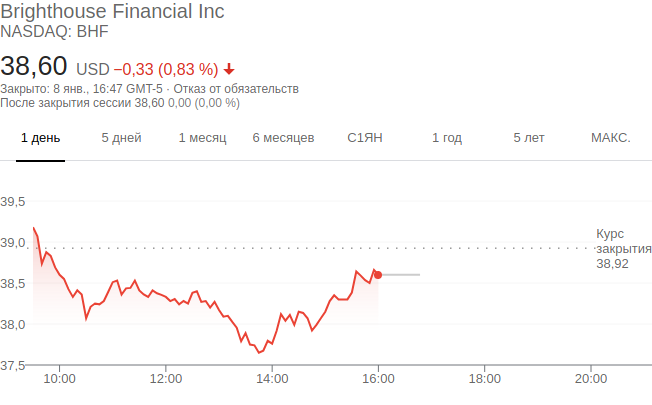 Brighthouse Financial Inc
NASDAQ: BHF
38,60 USD −0,33 (0,83 %)
Закрыто: 8 янв., 16:47 GMT-5 · Отказ от обязательств
После закрытия сессии 38,60 0,00 (0,00 %)
1 день 5 дней 1 месяц 6 месяцев С1ЯН 1 год 5 лет МАКС.
39,5
39,0
38,5
38,0
37,5
Курс
закрытия
38,92
10:00 12:00 14:00 16:00 18:00 20:00